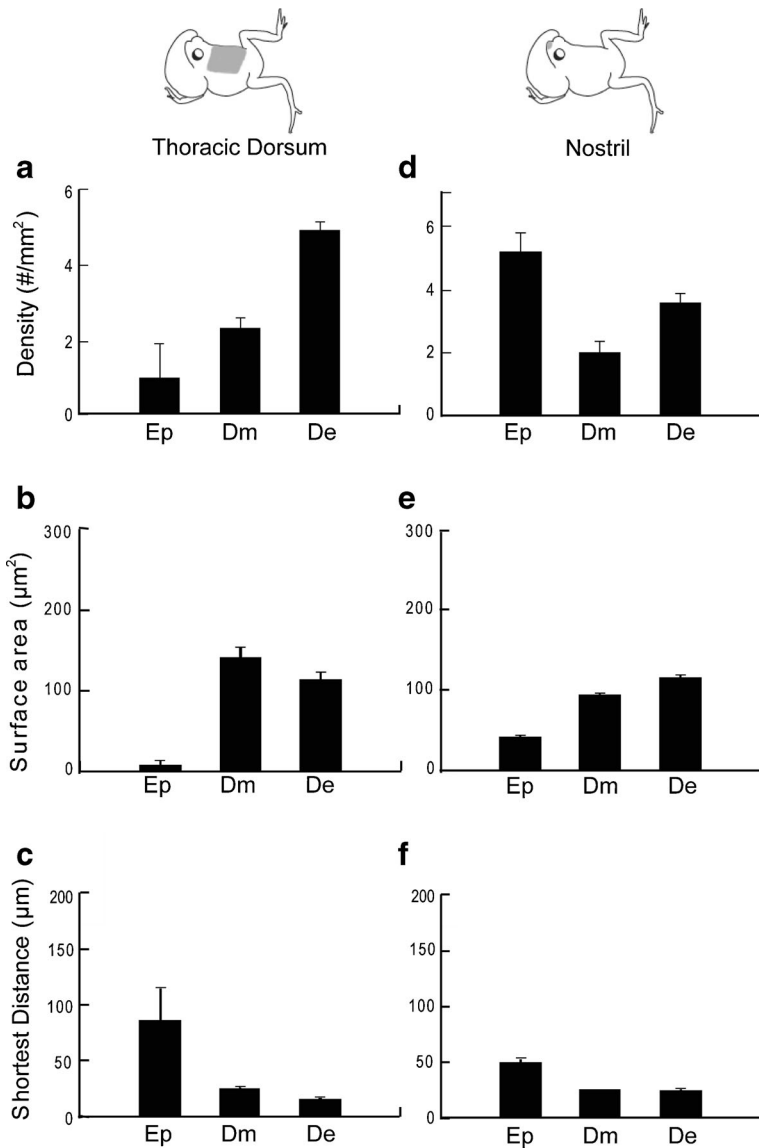 Thoracic Dorsum
Nostril
a
Density (#/mm²)
6
4
2
0
Ep Dm De
d
6
4
2
0
Ep Dm De
b
Surface area (µm²)
300
200
100
0
Ep Dm De
e
300
200
100
0
Ep Dm De
c
Shortest Distance (µm)
200
150
100
50
0
Ep Dm De
f
200
150
100
50
0
Ep Dm De